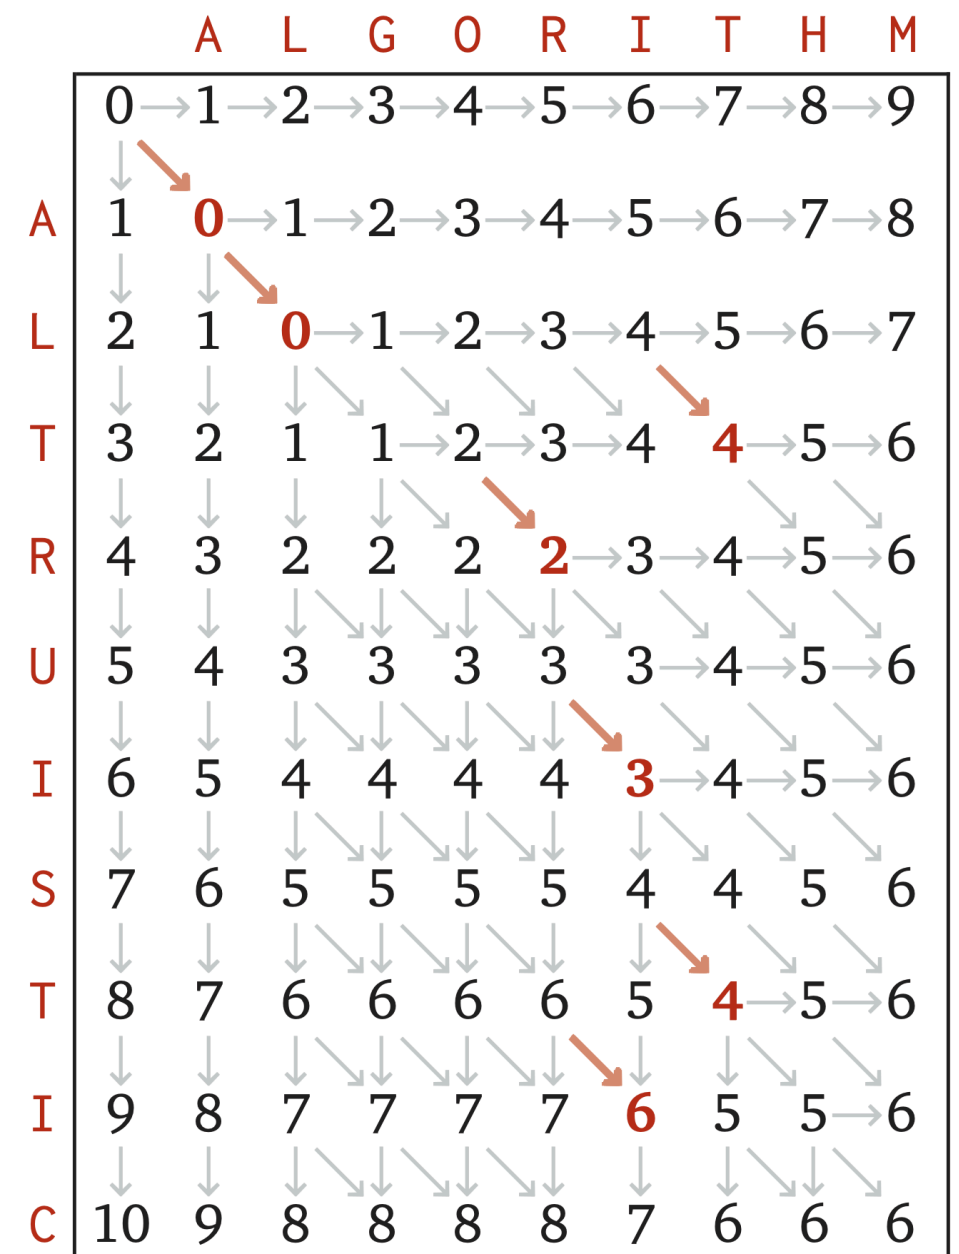 A L G O R I T H M
0 1 2 3 4 5 6 7 8 9
A 1 0 1 2 3 4 5 6 7 8
L 2 1 0 1 2 3 4 5 6 7
T 3 2 1 1 2 3 4 4 5 6
R 4 3 2 2 2 2 3 4 5 6
U 5 4 3 3 3 3 3 4 5 6
I 6 5 4 4 4 4 3 4 5 6
S 7 6 5 5 5 5 4 4 5 6
T 8 7 6 6 6 6 5 4 5 6
I 9 8 7 7 7 7 6 5 5 6
C 10 9 8 8 8 8 7 6 6 6